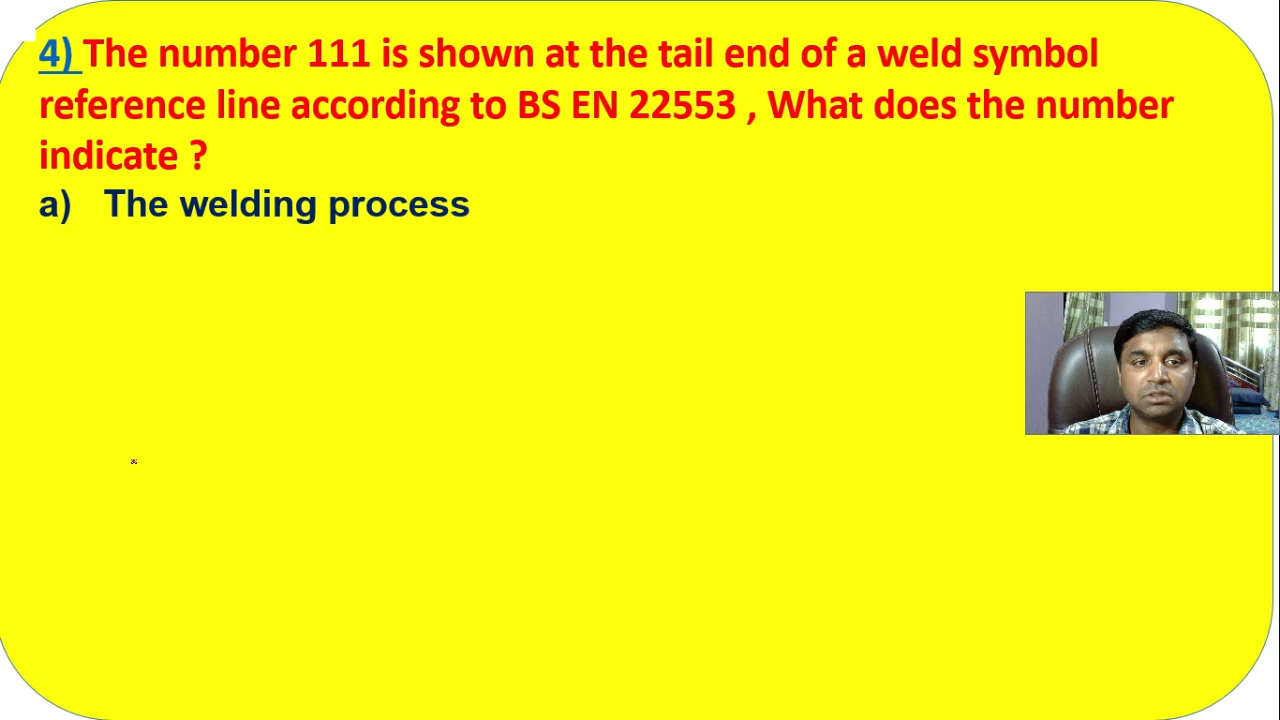 4) The number 111 is shown at the tail end of a weld symbol
reference line according to BS EN 22553 , What does the number
indicate ?
a) The welding process